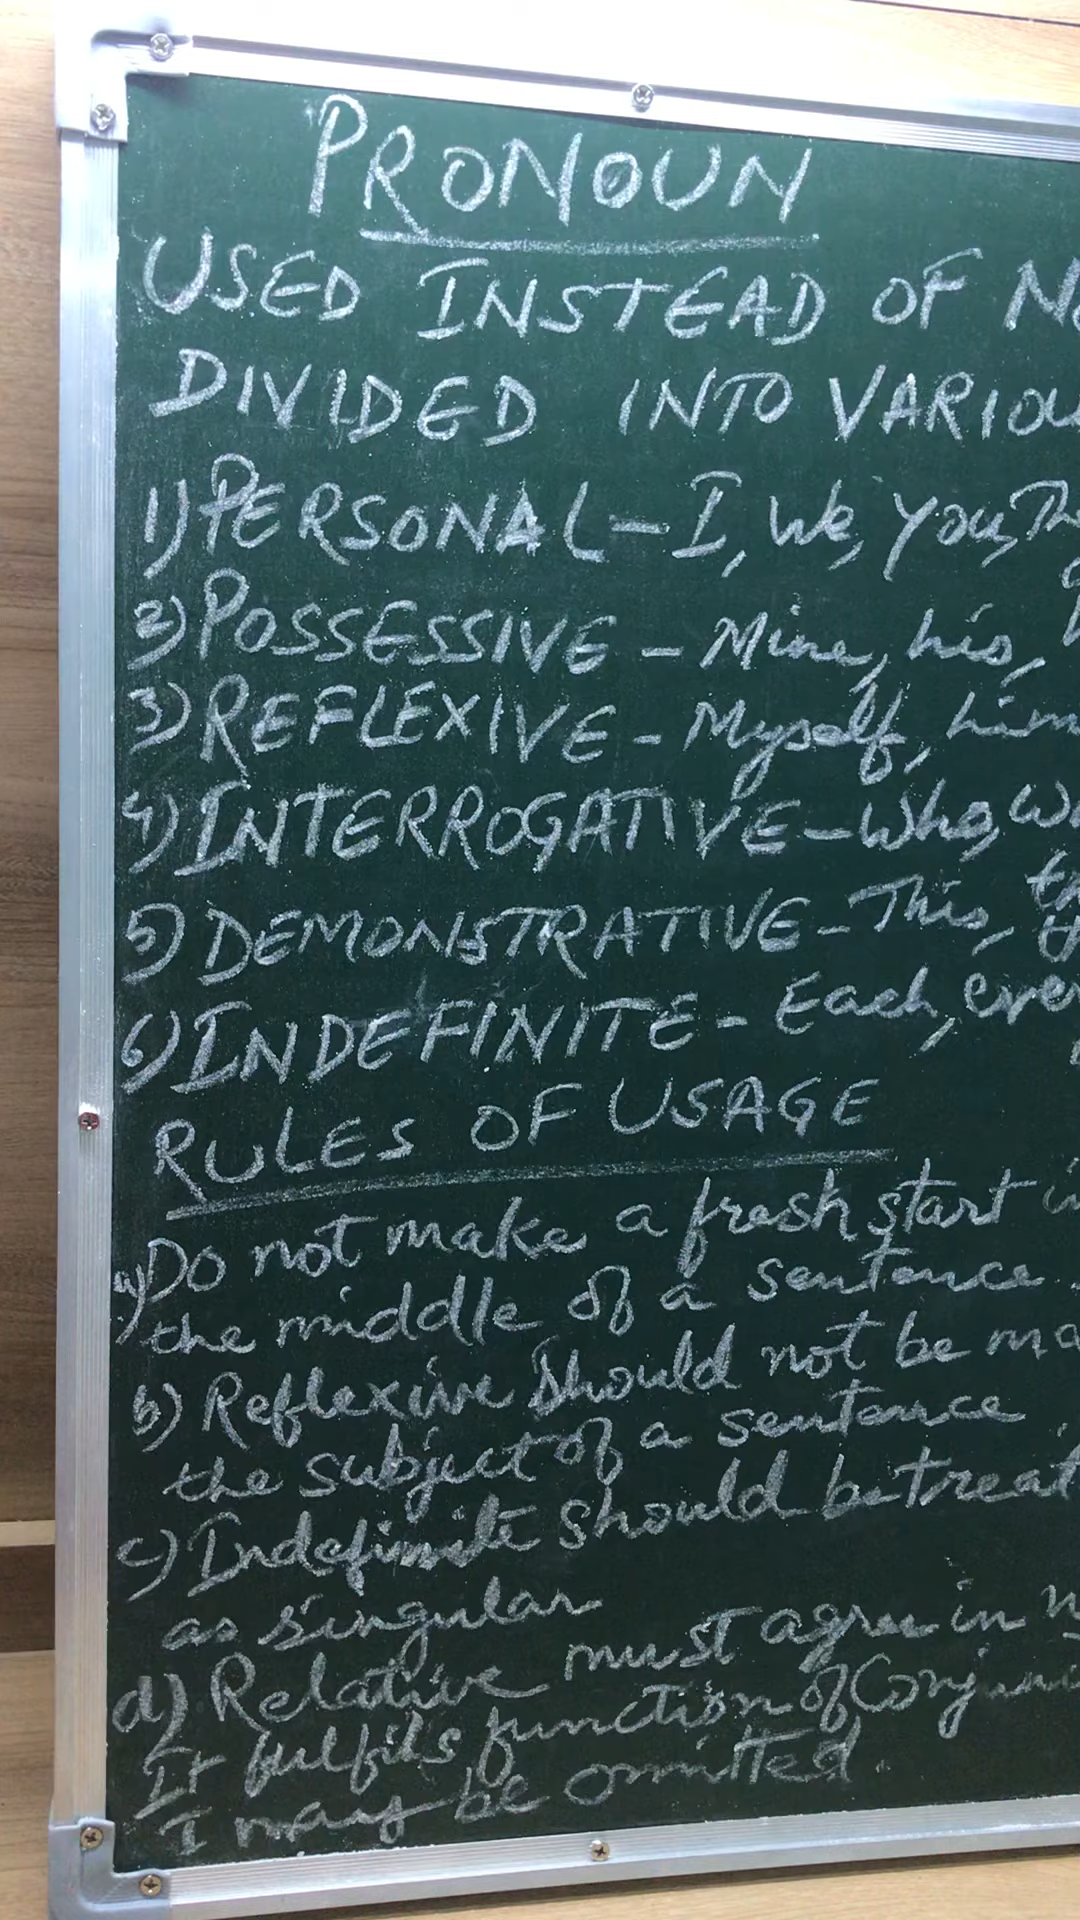 PRONOUN
USED INSTEAD OF
DIVIDED INTO
1) PERSONAL - I, We, You,
2) POSSESSIVE - Mine, his,
3) REFLEXIVE - Myself,
4) INTERROGATIVE - Who,
5) DEMONSTRATIVE - This,
6) INDEFINITE - Each,
RULES OF USAGE
a) Do not make a fresh start
the middle of a sentence.
b) Reflexive should not be
the subject of a sentence.
c) Indefinite should be
as singular
d) Relative must agree in
It fulfils function of
I may be omitted.